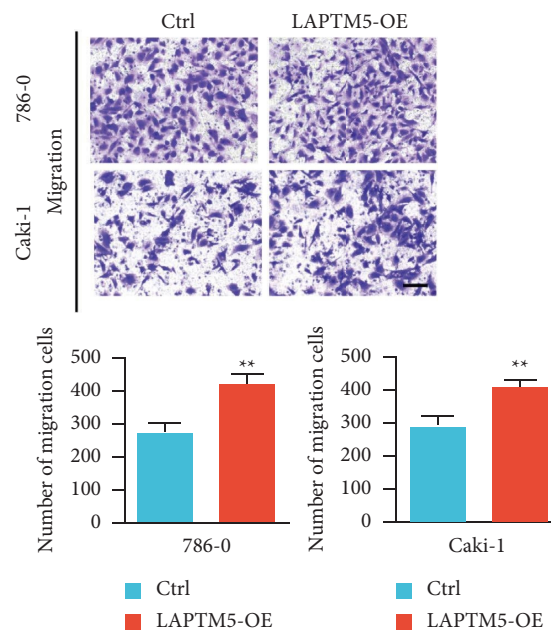 Ctrl LAPTM5-OE
786-0
Caki-1
Migration
Number of migration cells
500
400
300
200
100
0
**
786-0
Ctrl
LAPTM5-OE
Number of migration cells
500
400
300
200
100
0
**
Caki-1
Ctrl
LAPTM5-OE